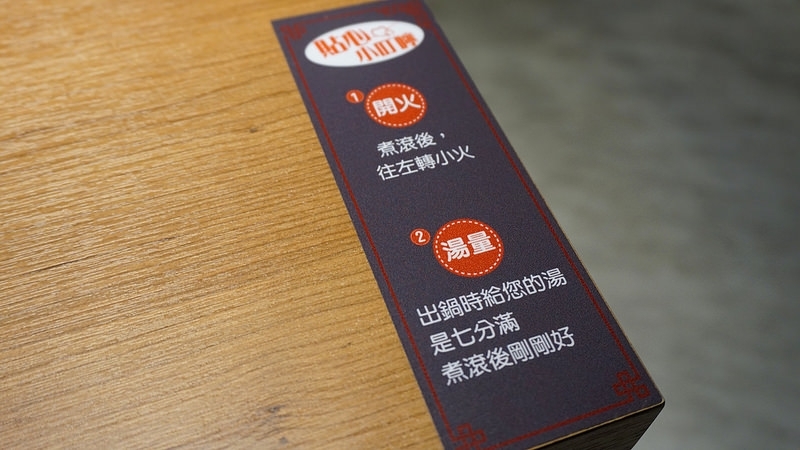 貼心
小叮嚀
1 開火
煮滾後，
往左轉小火
2 湯量
出鍋時給您的湯
是七分滿
煮滾後剛剛好